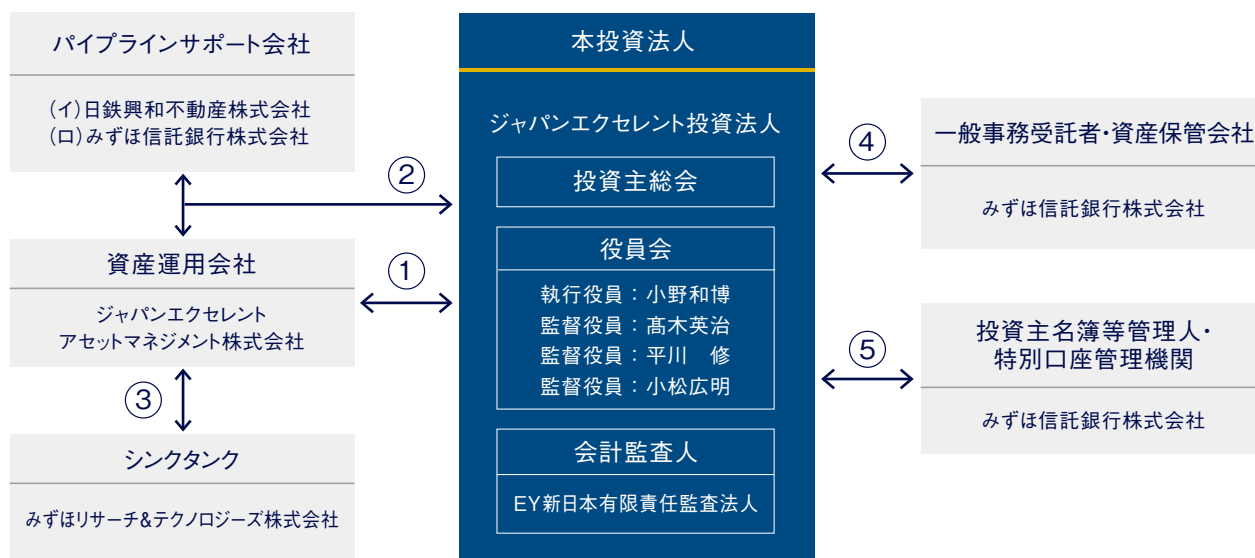 パイプラインサポート会社
(イ)日鉄興和不動産株式会社
(ロ)みずほ信託銀行株式会社
②
資産運用会社
ジャパンエクセレント
アセットマネジメント株式会社
①
③
シンクタンク
みずほリサーチ&テクノロジーズ株式会社
本投資法人
ジャパンエクセレント投資法人
投資主総会
役員会
執行役員：小野和博
監督役員：髙木英治
監督役員：平川　修
監督役員：小松広明
会計監査人
EY新日本有限責任監査法人
④
一般事務受託者・資産保管会社
みずほ信託銀行株式会社
⑤
投資主名簿等管理人・
特別口座管理機関
みずほ信託銀行株式会社